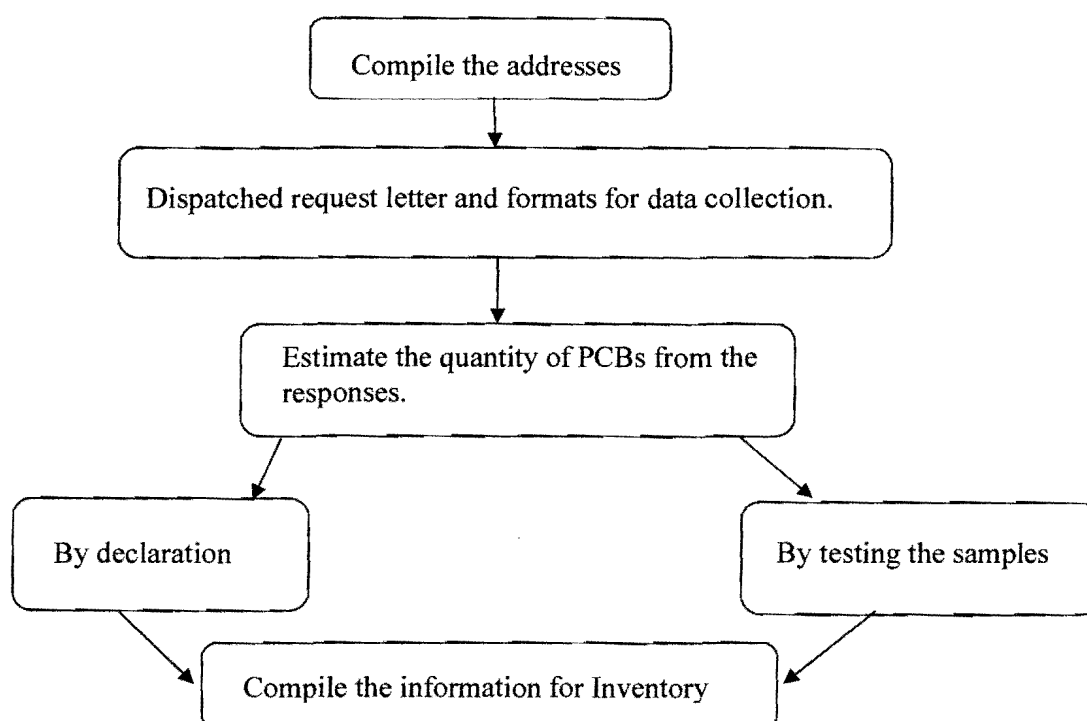 Compile the addresses
Dispatched request letter and formats for data collection.
Estimate the quantity of PCBs from the
responses.
By declaration
By testing the samples
Compile the information for Inventory